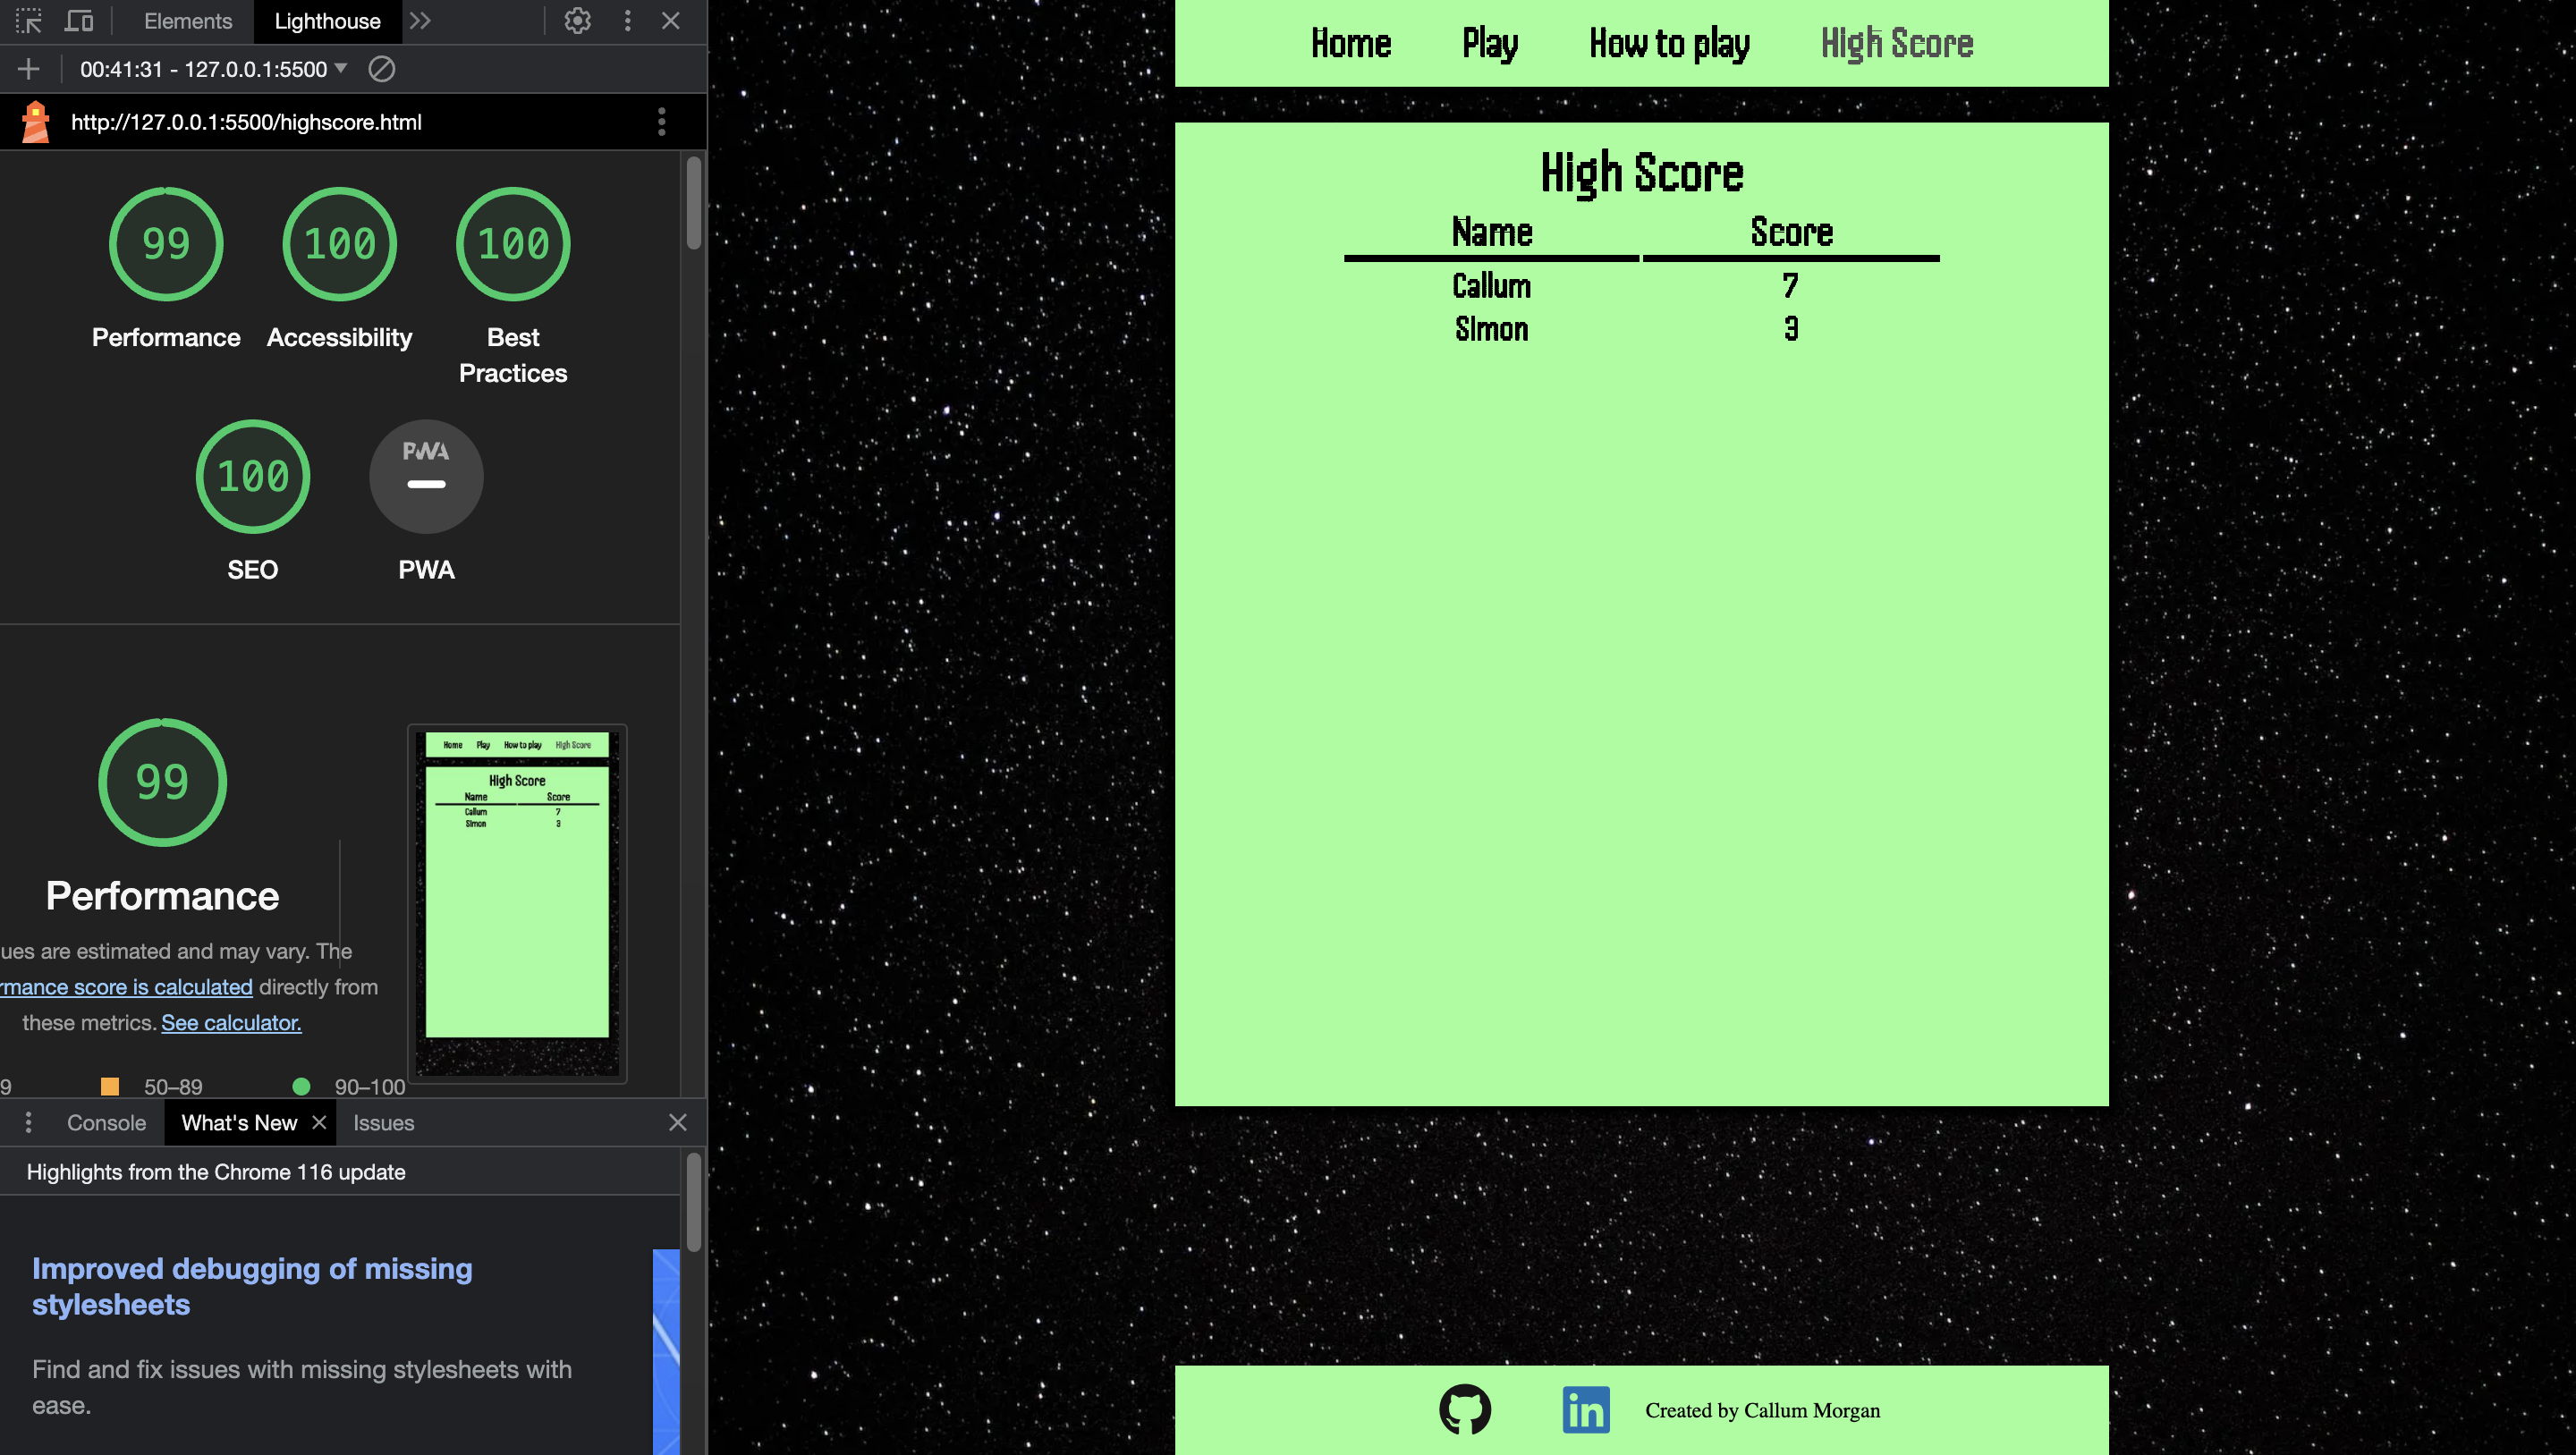 Elements
Lighthouse
00:41:31 - 127.0.0.1:5500
http://127.0.0.1:5500/highscore.html
99
100
100
Performance
Accessibility
Best
Practices
100
PWA
SEO
PWA
99
Performance
ues are estimated and may vary. The
rmance score is calculated directly from
these metrics. See calculator.
9
50–89
90–100
Home Play How to play High Score
High Score
Name Score
Callum 7
SImon 3
Console
What's New
Issues
Highlights from the Chrome 116 update
Improved debugging of missing
stylesheets
Find and fix issues with missing stylesheets with
ease.
Home Play How to play High Score
High Score
Name Score
Callum 7
SImon 3
in
Created by Callum Morgan